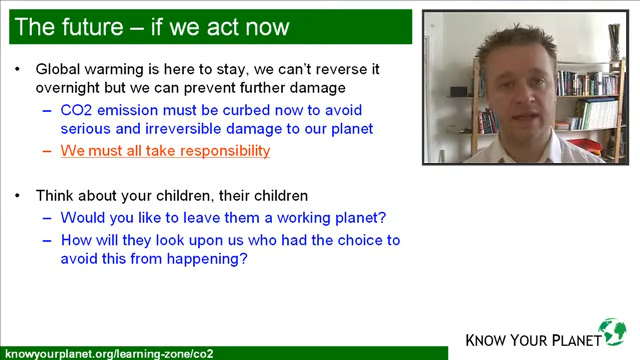 The future – if we act now
• Global warming is here to stay, we can't reverse it
overnight but we can prevent further damage
– CO2 emission must be curbed now to avoid
serious and irreversible damage to our planet
– We must all take responsibility
• Think about your children, their children
– Would you like to leave them a working planet?
– How will they look upon us who had the choice to
avoid this from happening?
knowyourplanet.org/learning-zone/co2
KNOW YOUR PLANET